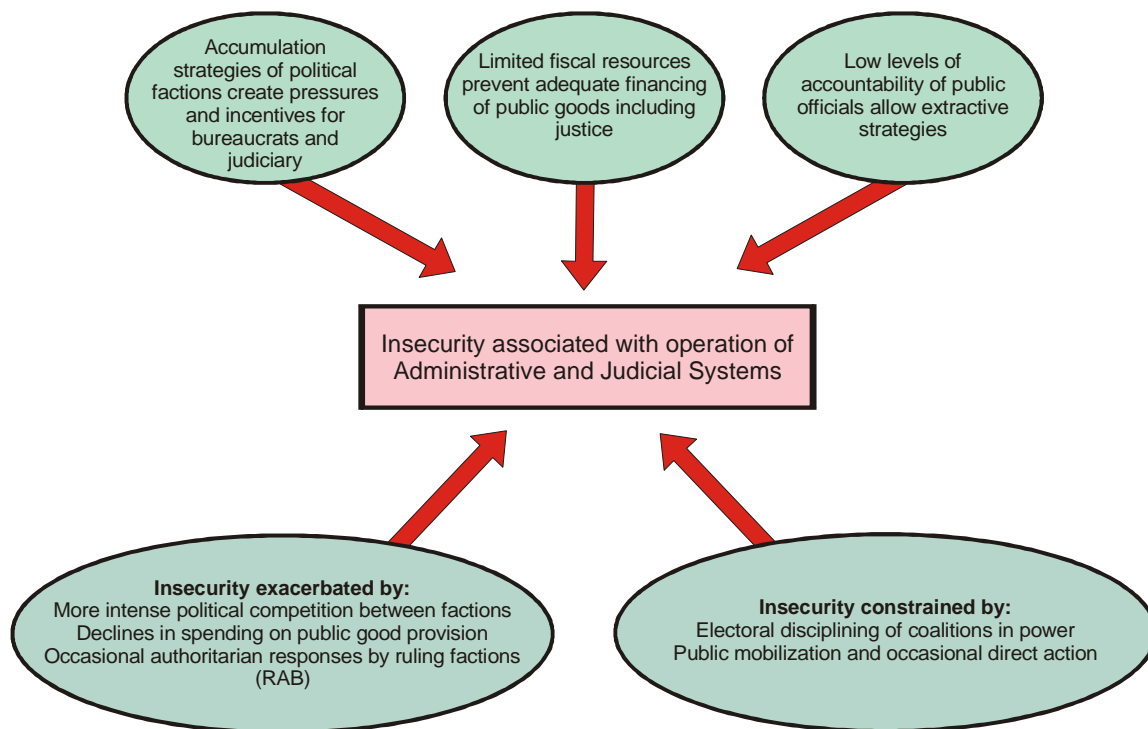 Accumulation
strategies of political
factions create pressures
and incentives for
bureaucrats and
judiciary
Limited fiscal resources
prevent adequate financing
of public goods including
justice
Low levels of
accountability of public
officials allow extractive
strategies
Insecurity associated with operation of
Administrative and Judicial Systems
Insecurity exacerbated by:
More intense political competition between factions
Declines in spending on public good provision
Occasional authoritarian responses by ruling factions
(RAB)
Insecurity constrained by:
Electoral disciplining of coalitions in power
Public mobilization and occasional direct action